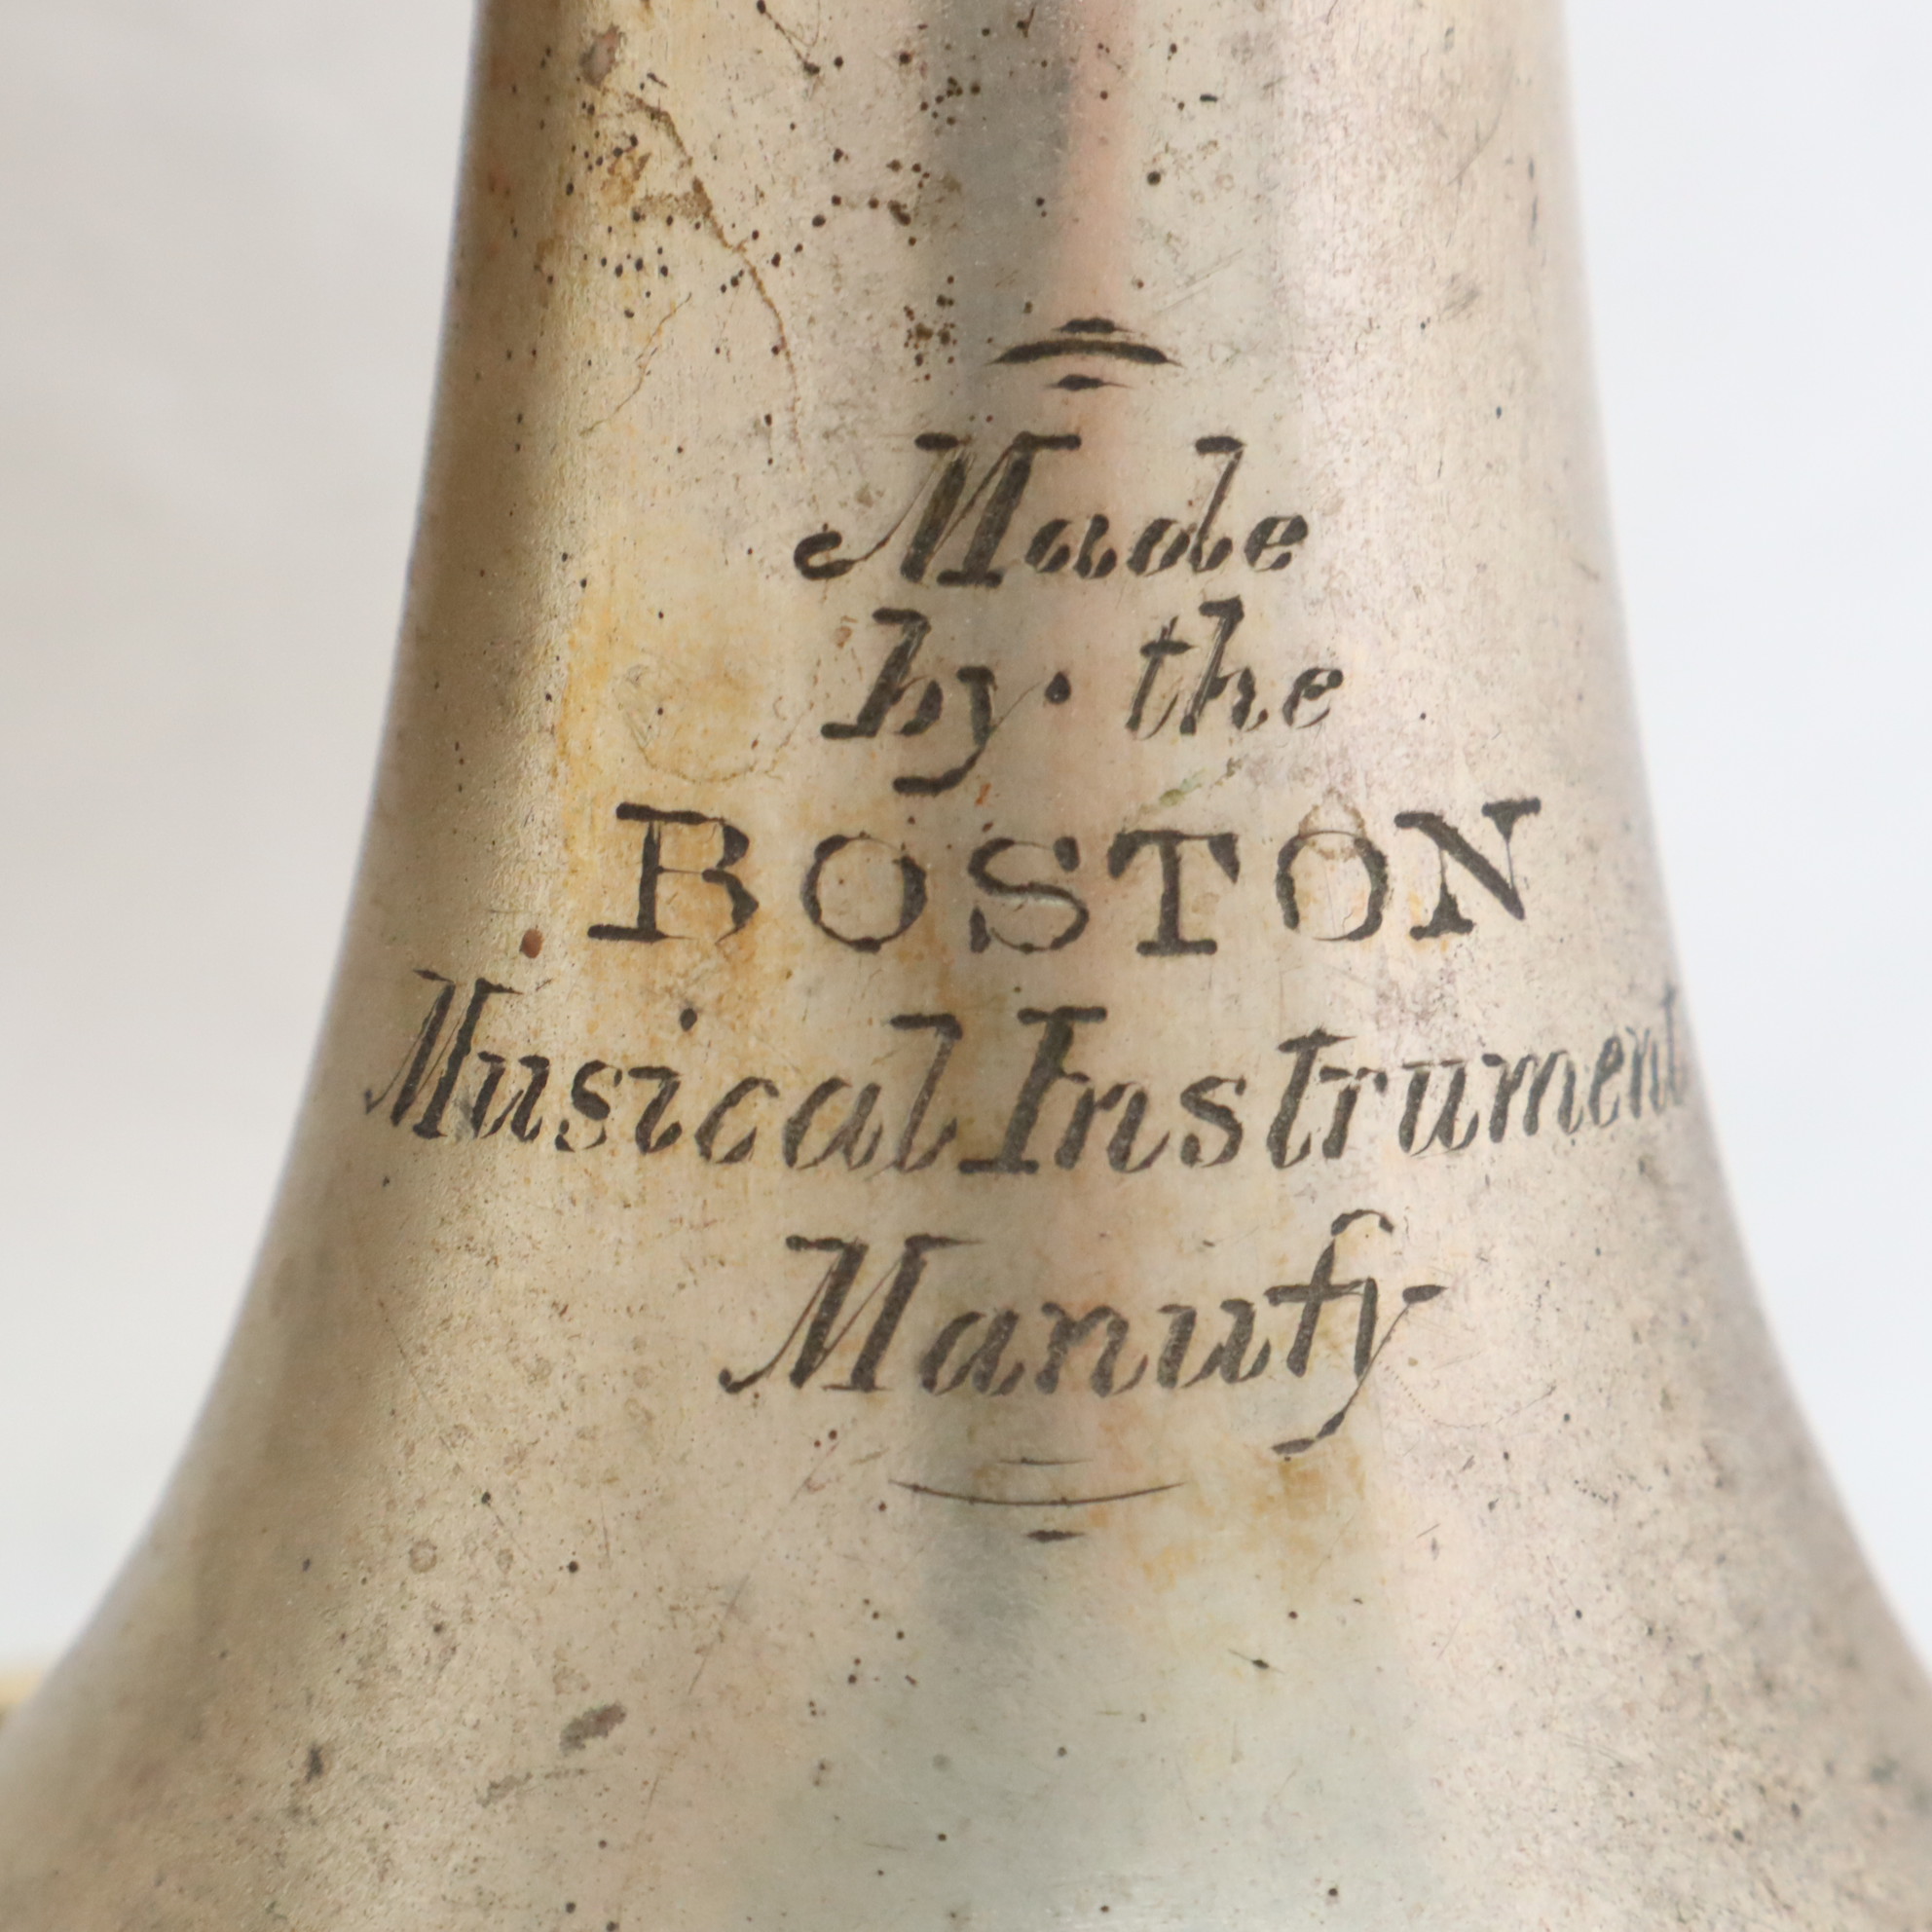 Made
by · the
BOSTON
Musical Instrument
Manufy